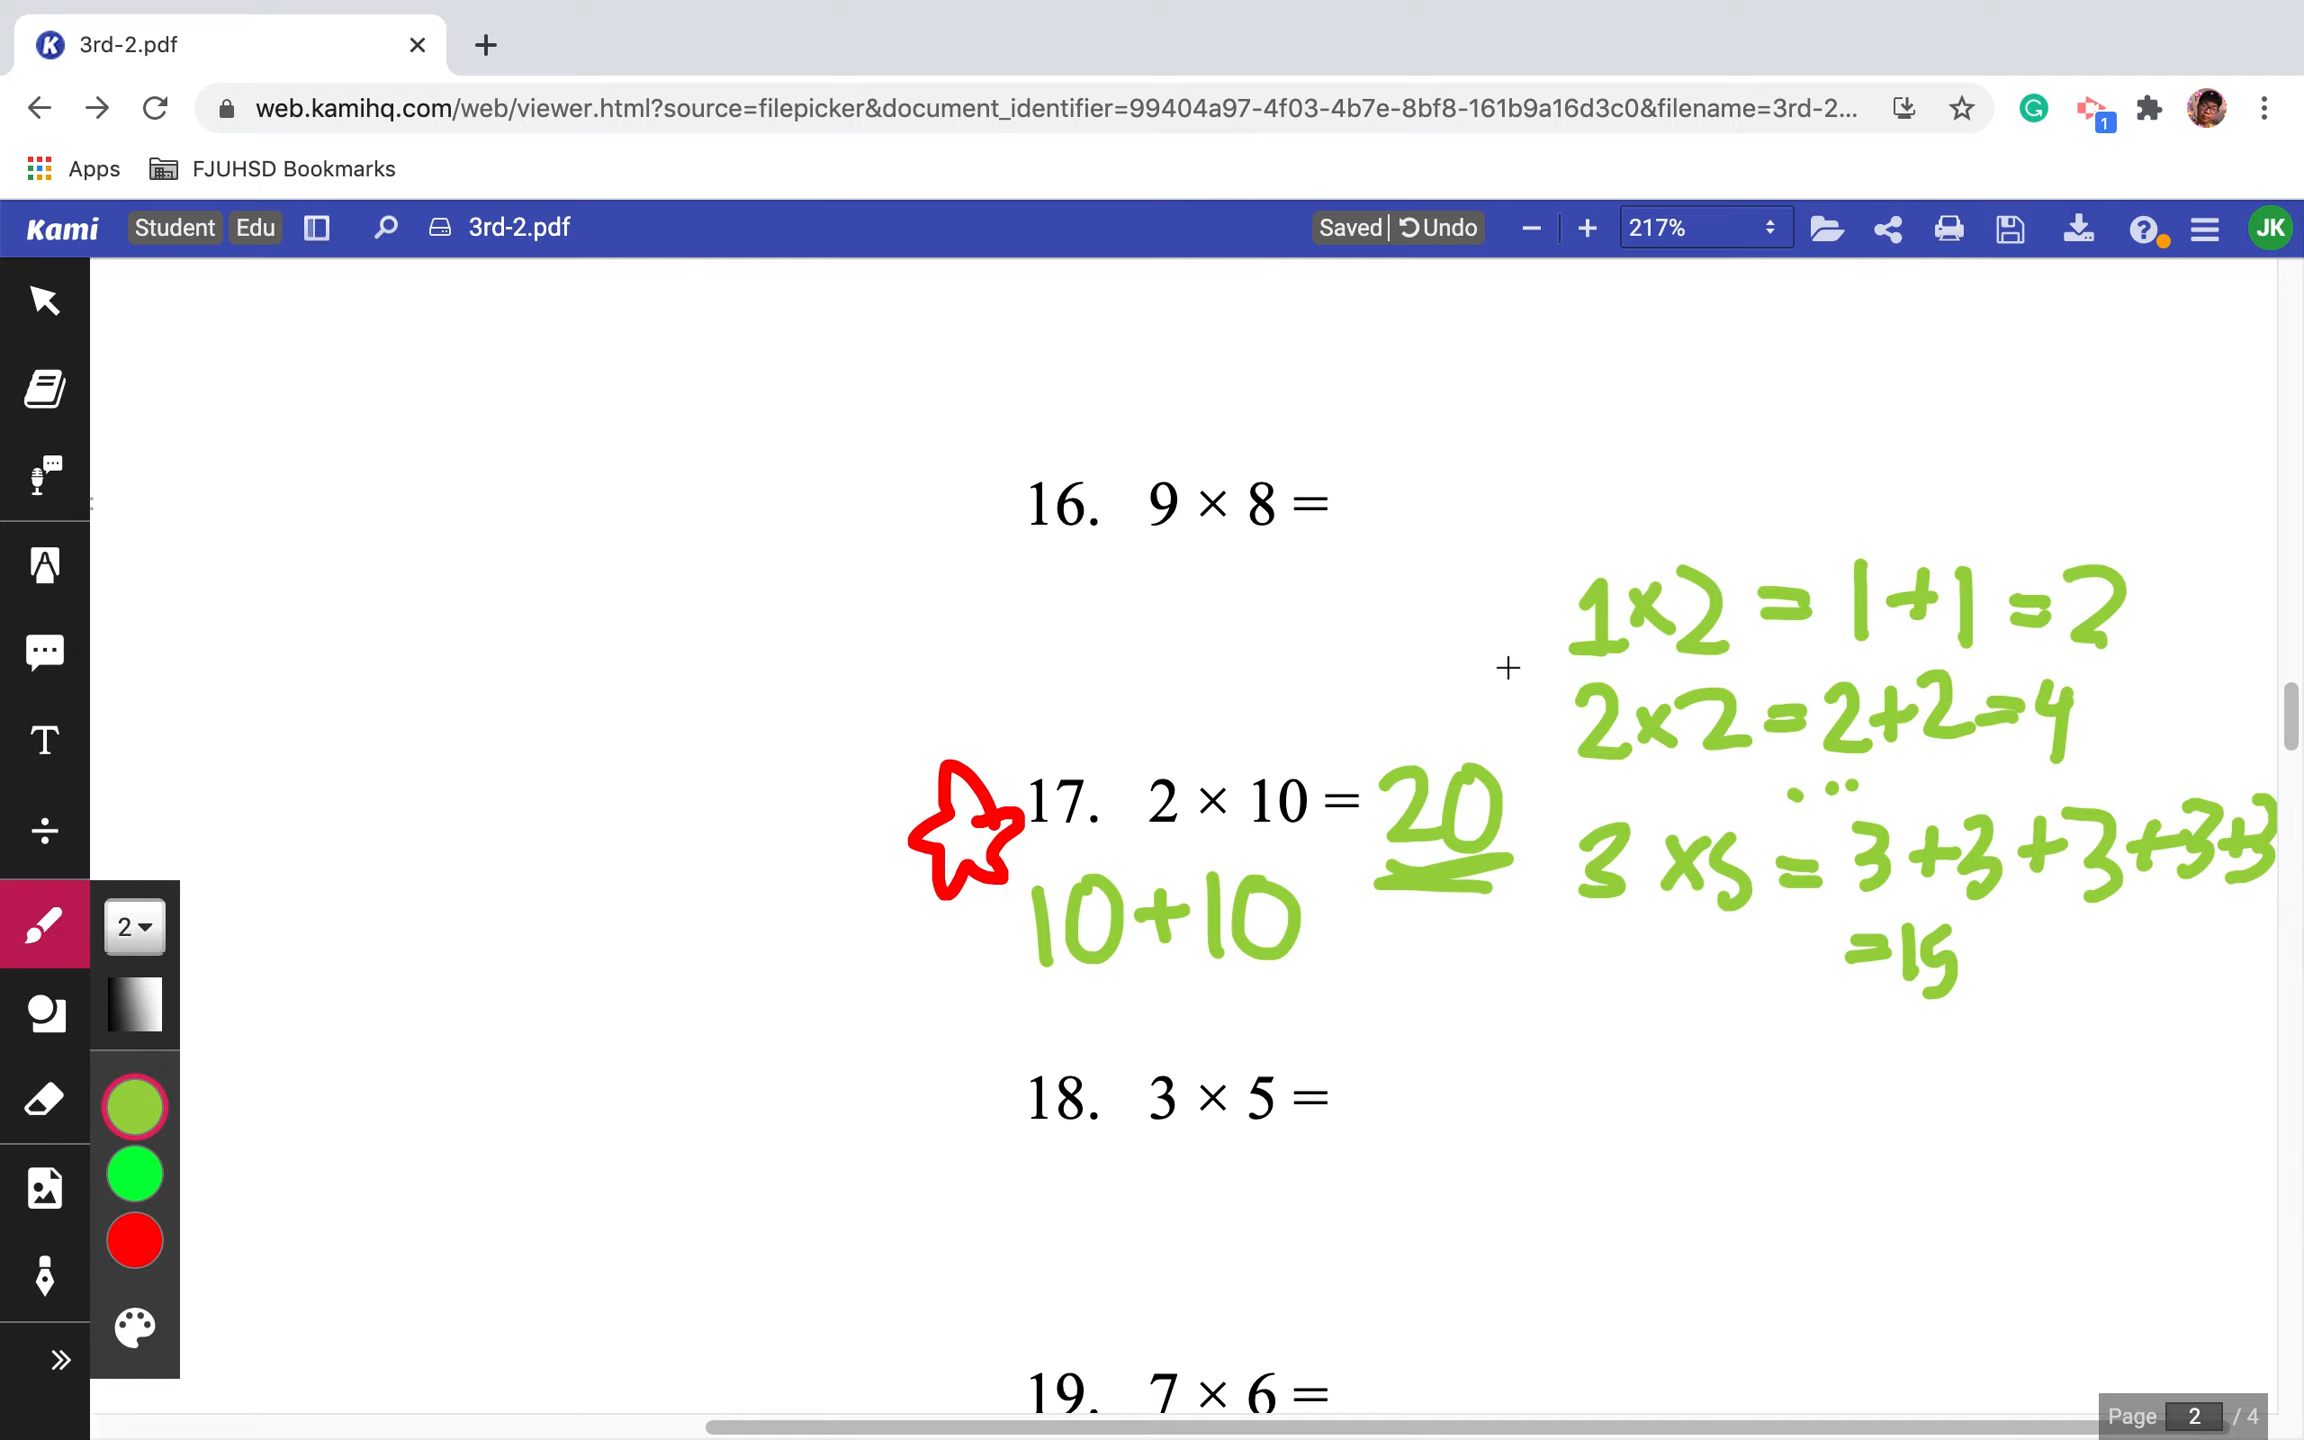 3rd-2.pdf
web.kamihq.com/web/viewer.html?source=filepicker&document_identifier=99404a97-4f03-4b7e-8bf8-161b9a16d3c0&filename=3rd-2...
1
Apps FJUHSD Bookmarks
Kami Student Edu 3rd-2.pdf Saved Undo 217% JK
16. 9 × 8 =
1×2 = 1+1 = 2
2×2 = 2+2 = 4
17. 2 × 10 = 20
3 × 5 = 3+3+3+3+3
10+10
=15
18. 3 × 5 =
19. 7 × 6 =
2
Page 2 / 4